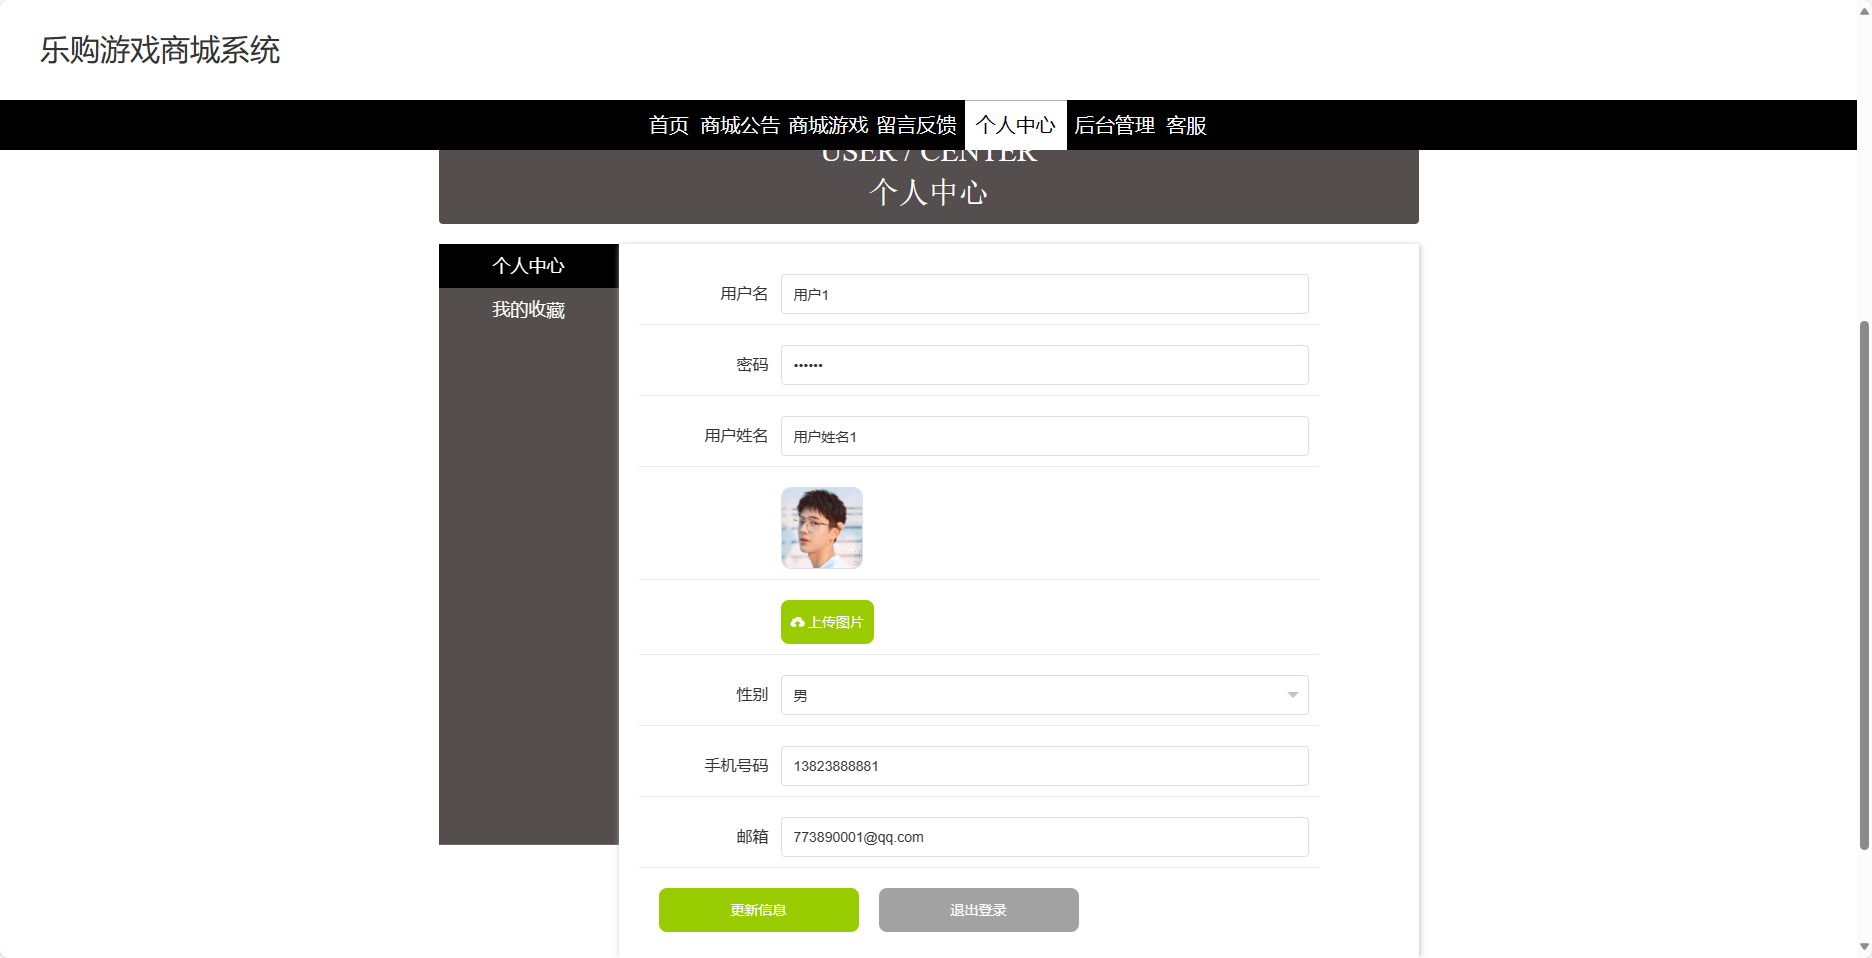 乐购游戏商城系统
首页 商城公告 商城游戏 留言反馈 个人中心 后台管理 客服
USER / CENTER
个人中心
个人中心
我的收藏
用户名 用户1
密码 ••••••
用户姓名 用户姓名1
上传图片
性别 男
手机号码 13823888881
邮箱 773890001@qq.com
更新信息 退出登录